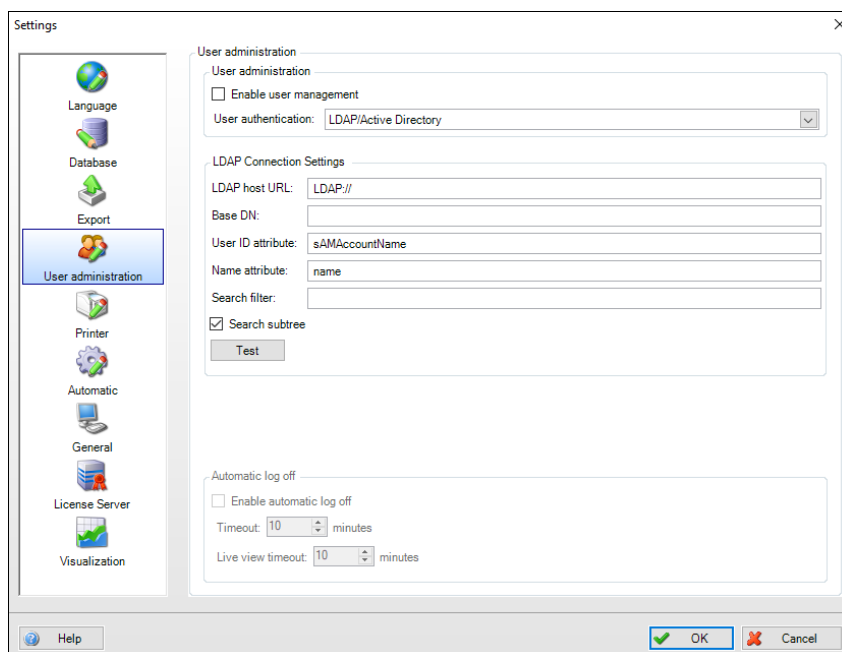 Settings
Language
Database
Export
User administration
Printer
Automatic
General
License Server
Visualization
User administration
User administration
Enable user management
User authentication: LDAP/Active Directory
LDAP Connection Settings
LDAP host URL: LDAP://
Base DN:
User ID attribute: sAMAccountName
Name attribute: name
Search filter:
Search subtree
Test
Automatic log off
Enable automatic log off
Timeout: 10 minutes
Live view timeout: 10 minutes
Help
OK
Cancel